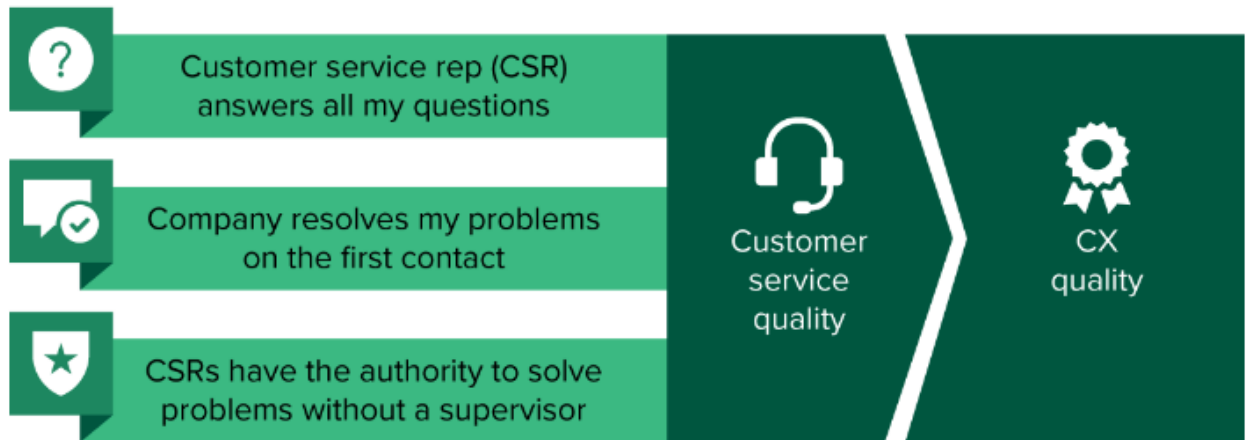 Customer service rep (CSR)
answers all my questions
Company resolves my problems
on the first contact
CSRs have the authority to solve
problems without a supervisor
Customer
service
quality
CX
quality